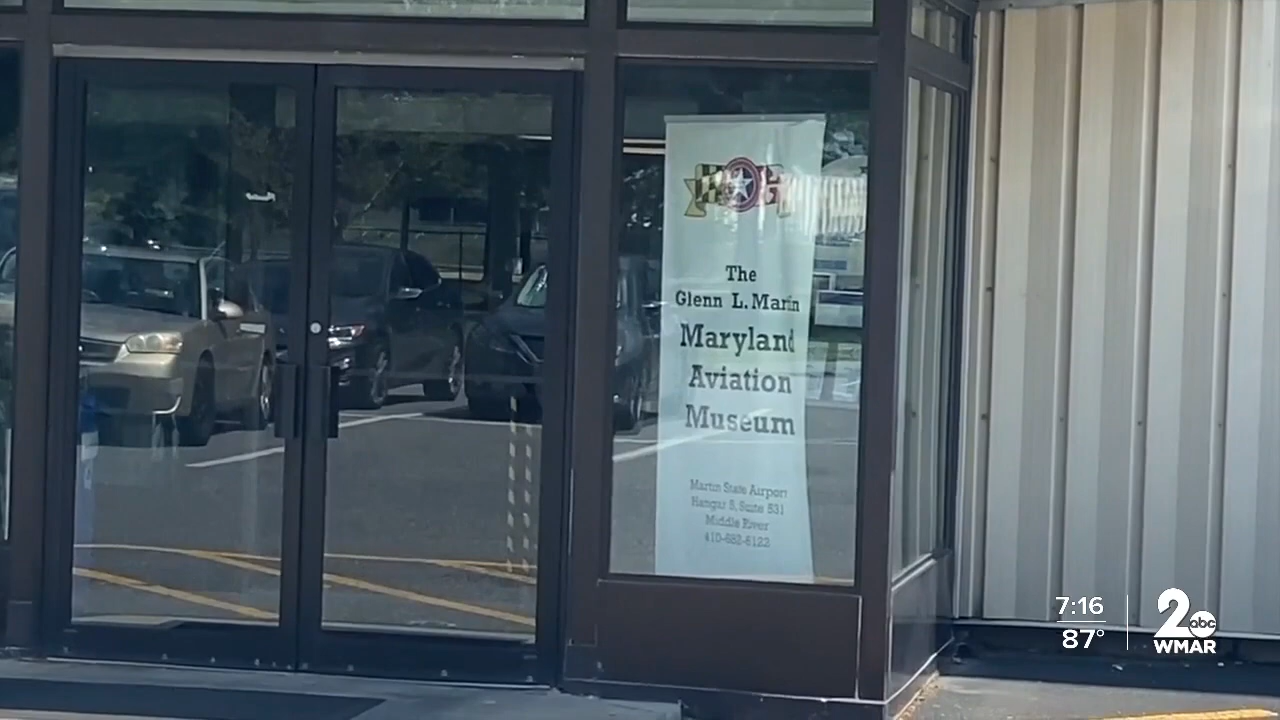 The
Glenn L. Martin
Maryland
Aviation
Museum
Martin State Airport
Hangar 5, Suite 531
Middle River
410-682-6122
7:16
87°
2 abc
WMAR